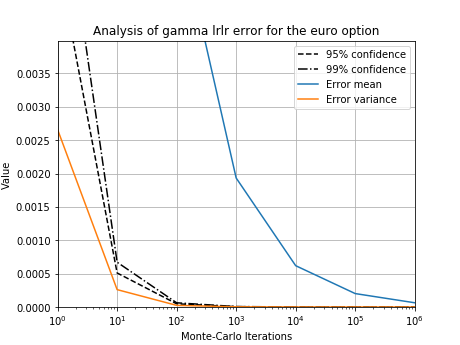 Analysis of gamma lrlr error for the euro option
95% confidence
99% confidence
Error mean
Error variance
Value
0.0035
0.0030
0.0025
0.0020
0.0015
0.0010
0.0005
0.0000
10⁰ 10¹ 10² 10³ 10⁴ 10⁵ 10⁶
Monte-Carlo Iterations